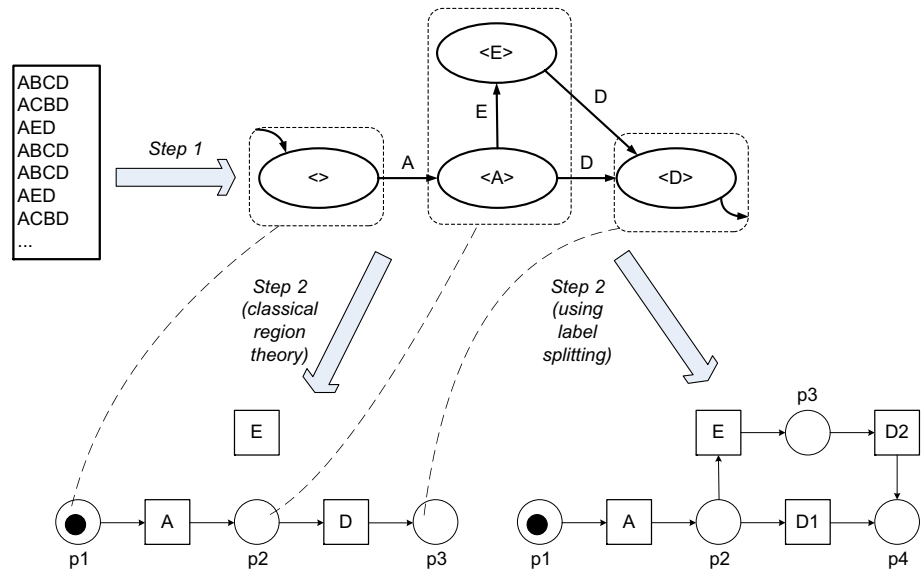 ABCD
ACBD
AED
ABCD
ABCD
AED
ACBD
...
Step 1
<E>
E
D
<>
A
<A>
D
<D>
Step 2
(classical
region
theory)
Step 2
(using
label
splitting)
E
A
D
p1
p2
p3
p3
E
D2
A
D1
p1
p2
p4